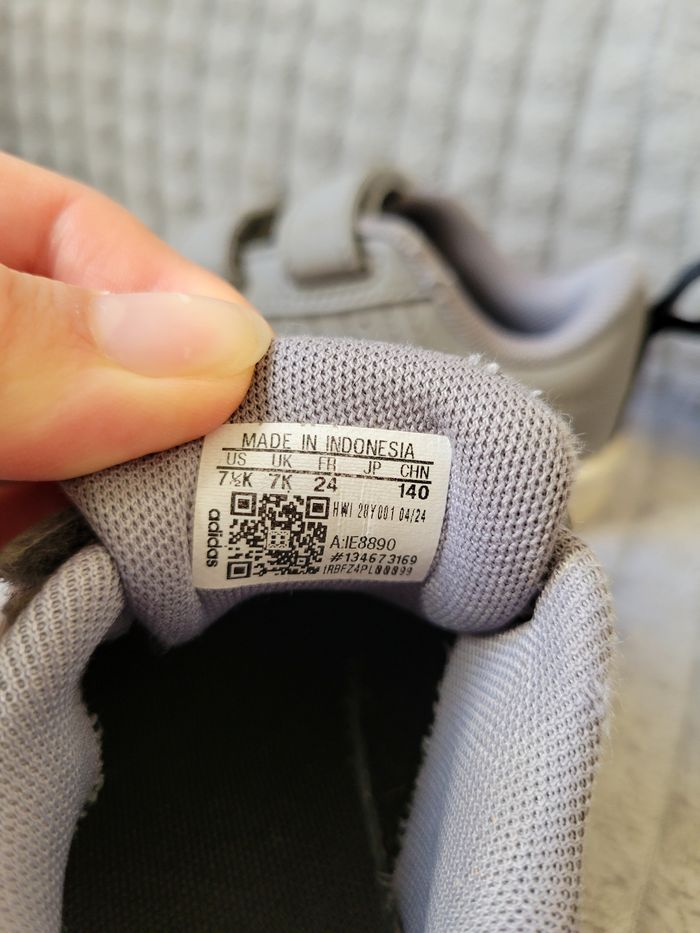 MADE IN INDONESIA
US UK FR JP CHN
7½K 7K 24 140
HWI 28Y001 04/24
adidas
A:IE8890
#134673169
1RBFZ4PL00099